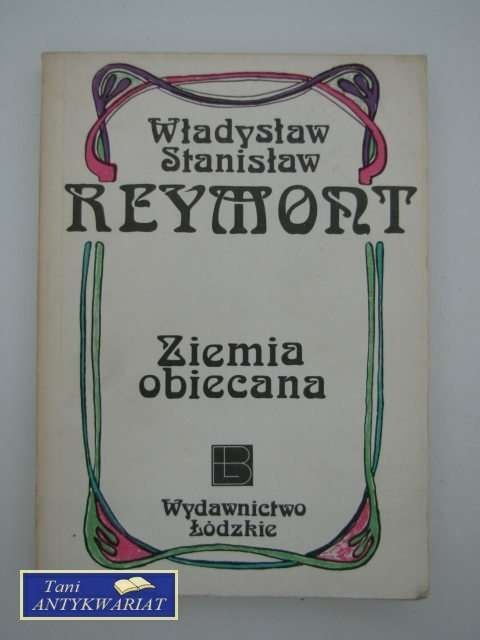 Władysław
Stanisław
REYMONT
Ziemia
obiecana
Wydawnictwo
Łódzkie
Tani
ANTYKWARIAT